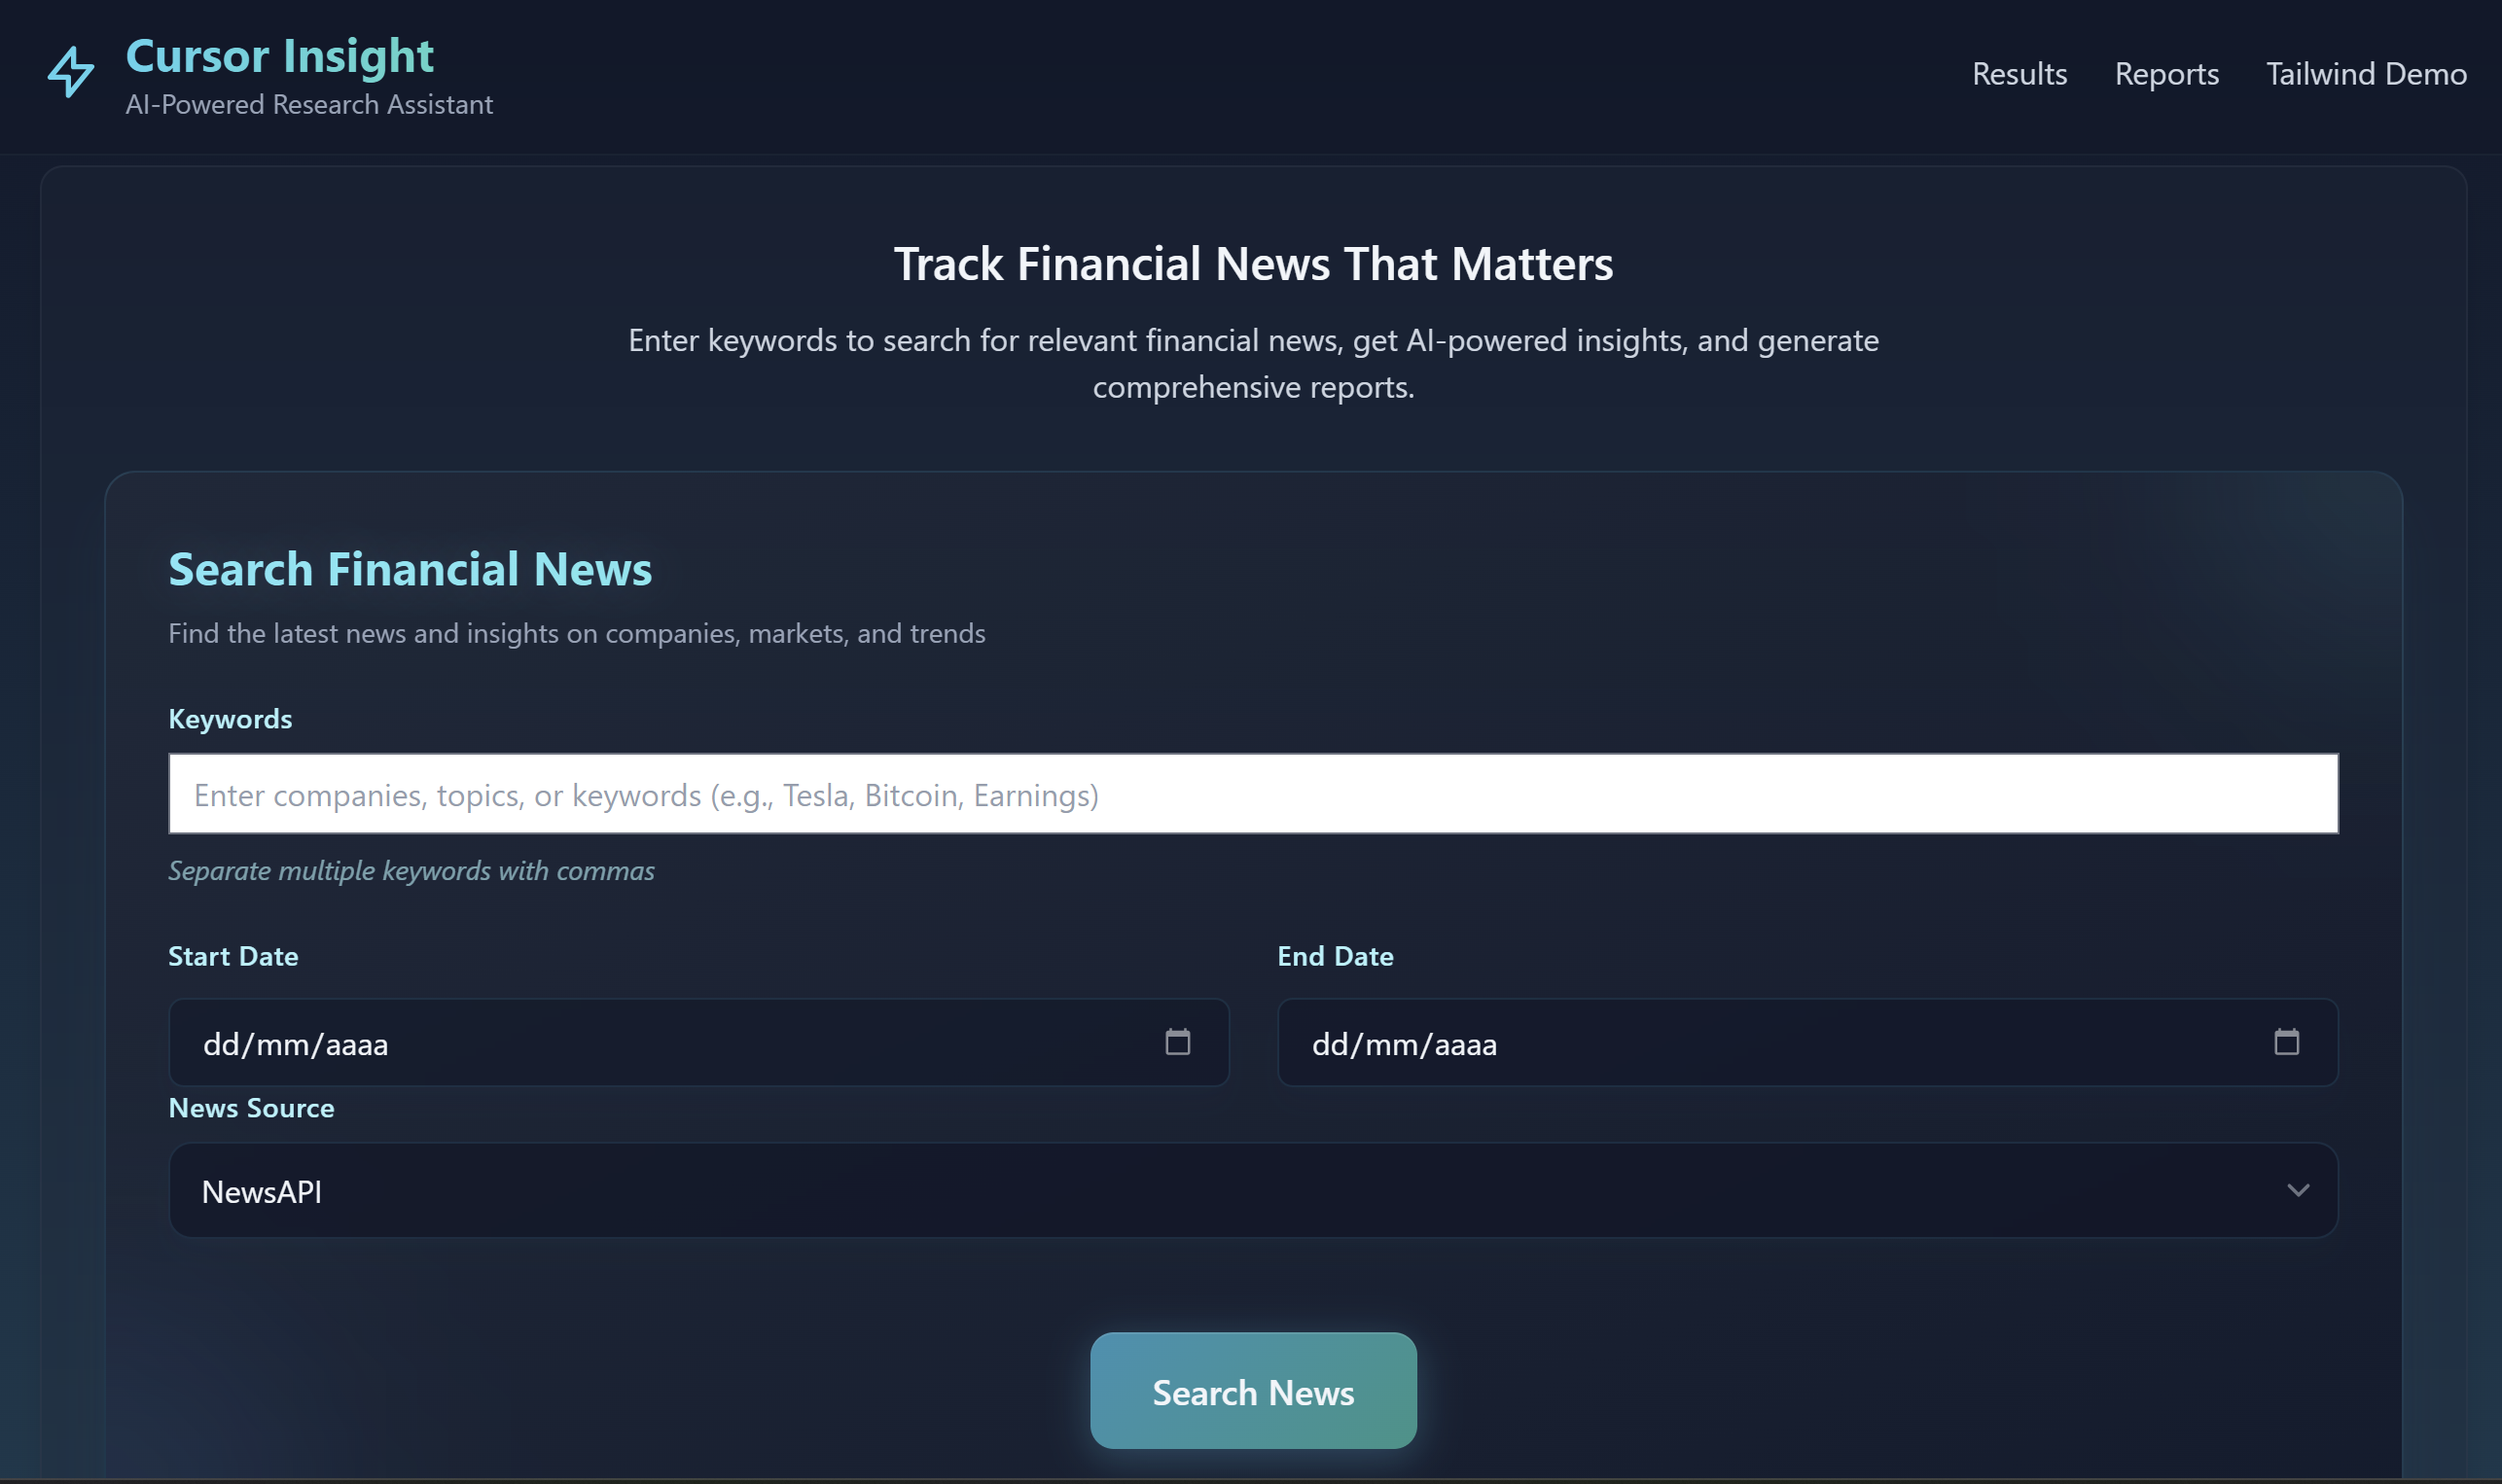 Cursor Insight
AI-Powered Research Assistant
Results
Reports
Tailwind Demo
Track Financial News That Matters
Enter keywords to search for relevant financial news, get AI-powered insights, and generate
comprehensive reports.
Search Financial News
Find the latest news and insights on companies, markets, and trends
Keywords
Enter companies, topics, or keywords (e.g., Tesla, Bitcoin, Earnings)
Separate multiple keywords with commas
Start Date
dd/mm/aaaa
End Date
dd/mm/aaaa
News Source
NewsAPI
Search News